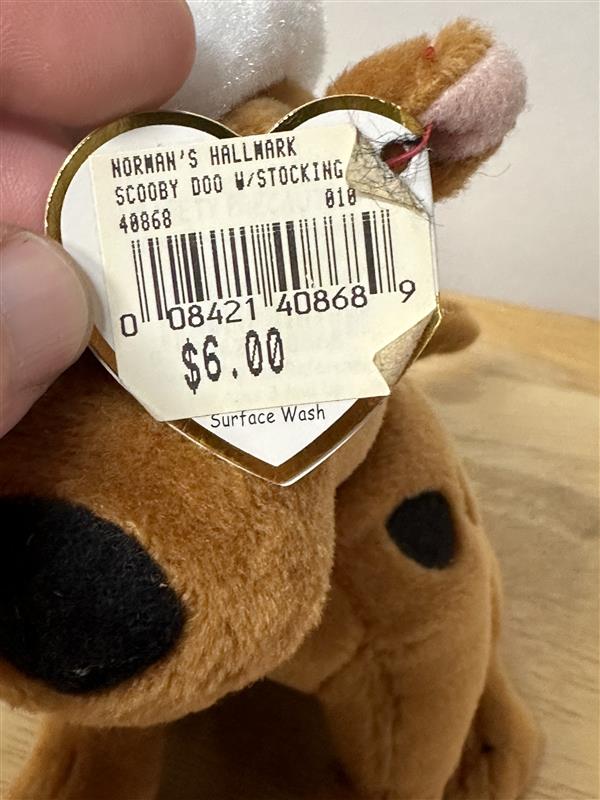 NORMAN'S HALLMARK
SCOOBY DOO W/STOCKING
40868 010
0 08421 40868 9
$6.00
Surface Wash